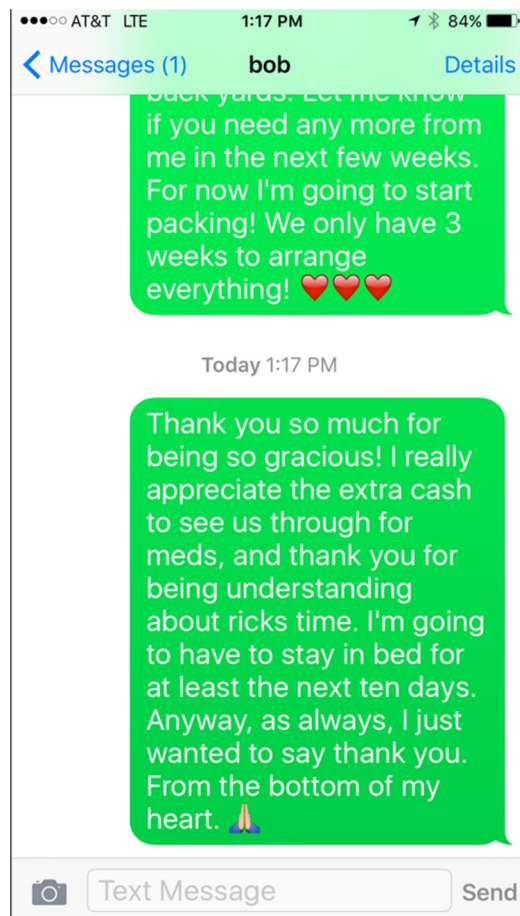 AT&T LTE 1:17 PM 84%
Messages (1) bob Details
back yards! Let me know
if you need any more from
me in the next few weeks.
For now I'm going to start
packing! We only have 3
weeks to arrange
everything! ❤️❤️❤️
Today 1:17 PM
Thank you so much for
being so gracious! I really
appreciate the extra cash
to see us through for
meds, and thank you for
being understanding
about ricks time. I'm going
to have to stay in bed for
at least the next ten days.
Anyway, as always, I just
wanted to say thank you.
From the bottom of my
heart. 🙏🏼
Text Message Send